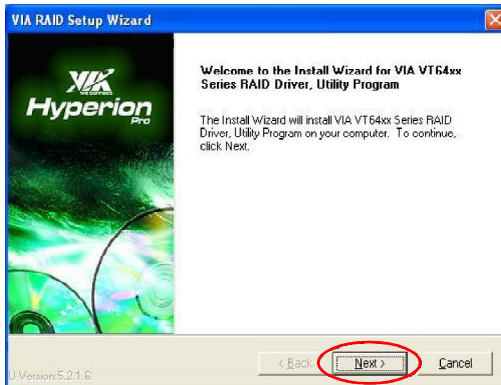 VIA RAID Setup Wizard
VIA
we connect
Hyperion
Pro
Welcome to the Install Wizard for VIA VT64xx
Series RAID Driver, Utility Program
The Install Wizard will install VIA VT64xx Series RAID
Driver, Utility Program on your computer. To continue,
click Next.
U-Version:5.2.1.6
< Back
Next >
Cancel